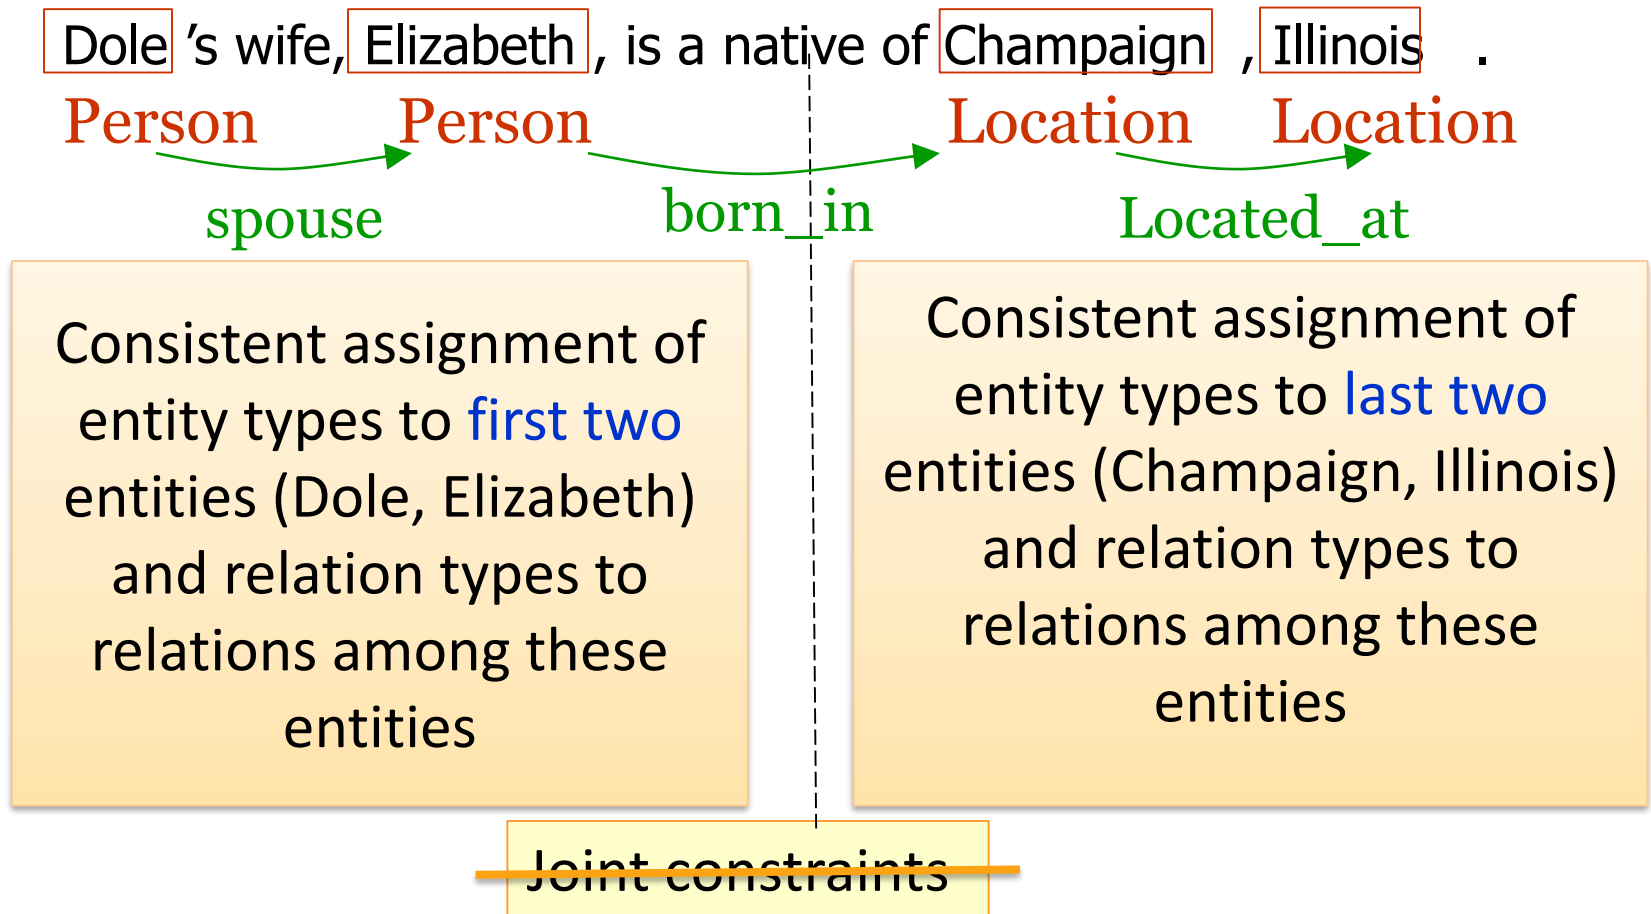 Dole 's wife, Elizabeth , is a native of Champaign , Illinois .
Person Person Location Location
spouse born_in Located_at
Consistent assignment of
entity types to first two
entities (Dole, Elizabeth)
and relation types to
relations among these
entities
Consistent assignment of
entity types to last two
entities (Champaign, Illinois)
and relation types to
relations among these
entities
Joint constraints